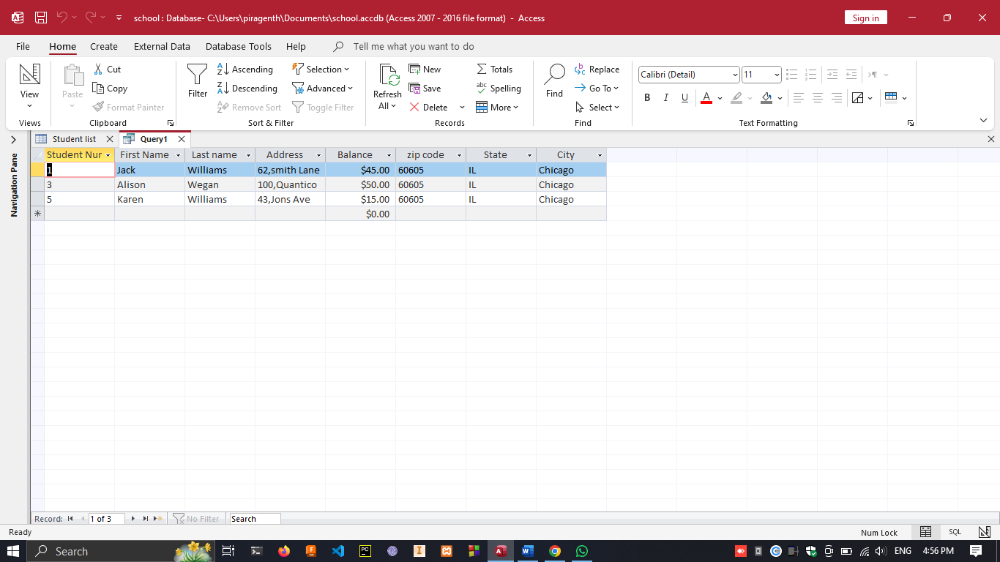 school : Database- C:\Users\piragenth\Documents\school.accdb (Access 2007 - 2016 file format) - Access
Sign in
File Home Create External Data Database Tools Help Tell me what you want to do
View
Views
Paste
Cut
Copy
Format Painter
Clipboard
Filter
Ascending
Descending
Remove Sort
Selection
Advanced
Toggle Filter
Sort & Filter
Refresh
All
New
Save
Delete
Totals
Spelling
More
Records
Find
Replace
Go To
Select
Find
Calibri (Detail) 11
B I U A
Text Formatting
Navigation Pane
Student list Query1
Student Nur First Name Last name Address Balance zip code State City
1 Jack Williams 62,smith Lane $45.00 60605 IL Chicago
3 Alison Wegan 100,Quantico $50.00 60605 IL Chicago
5 Karen Williams 43,Jons Ave $15.00 60605 IL Chicago
$0.00
Record: 1 of 3 No Filter Search
Ready Num Lock SQL
Search ENG 4:56 PM